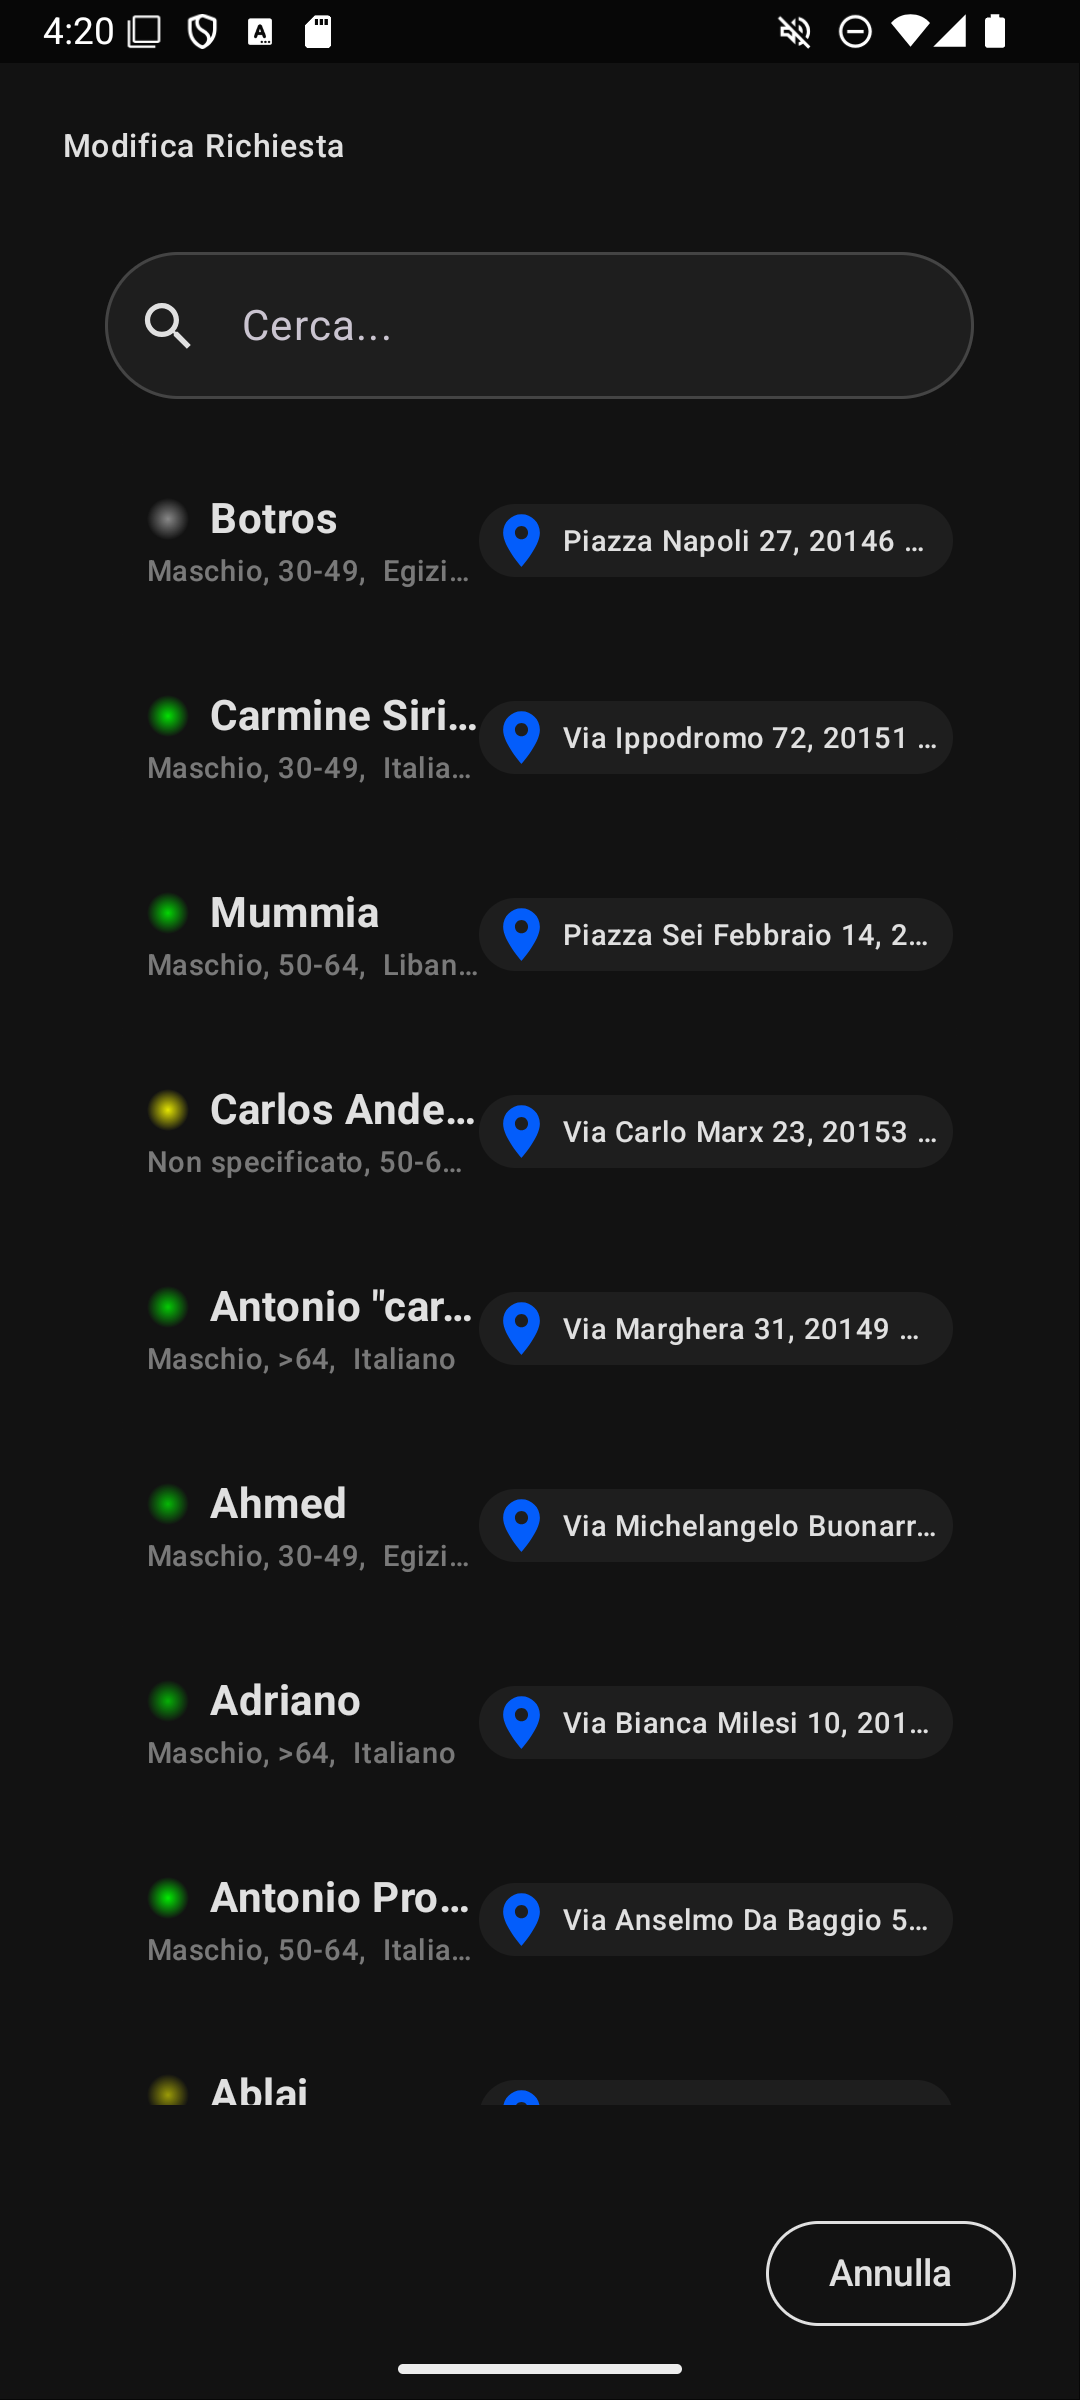 4:20
Modifica Richiesta
Cerca...
Botros
Maschio, 30-49,  Egizi...
Piazza Napoli 27, 20146 ...
Carmine Siri...
Maschio, 30-49,  Italia...
Via Ippodromo 72, 20151 ...
Mummia
Maschio, 50-64,  Liban...
Piazza Sei Febbraio 14, 2...
Carlos Ande...
Non specificato, 50-6...
Via Carlo Marx 23, 20153 ...
Antonio "car...
Maschio, >64,  Italiano
Via Marghera 31, 20149 ...
Ahmed
Maschio, 30-49,  Egizi...
Via Michelangelo Buonarr...
Adriano
Maschio, >64,  Italiano
Via Bianca Milesi 10, 201...
Antonio Pro...
Maschio, 50-64,  Italia...
Via Anselmo Da Baggio 5...
Ablai
Annulla